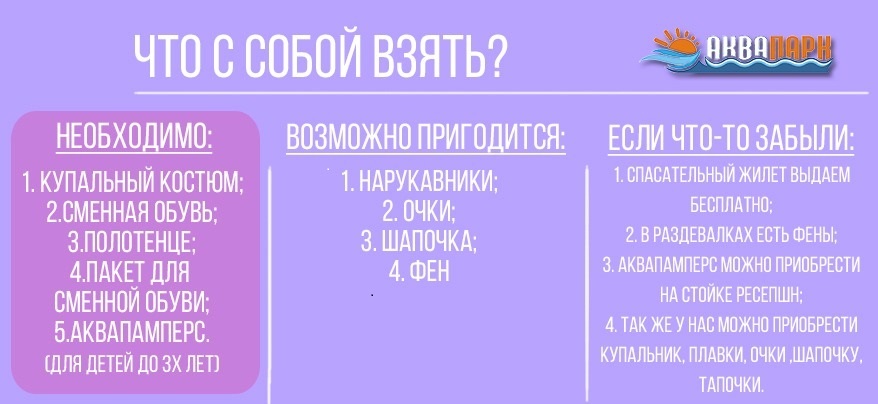 ЧТО С СОБОЙ ВЗЯТЬ?
АКВАПАРК
НЕОБХОДИМО:
1. КУПАЛЬНЫЙ КОСТЮМ;
2.СМЕННАЯ ОБУВЬ;
3.ПОЛОТЕНЦЕ;
4.ПАКЕТ ДЛЯ
СМЕННОЙ ОБУВИ;
5.АКВАПАМПЕРС.
(ДЛЯ ДЕТЕЙ ДО 3Х ЛЕТ)
ВОЗМОЖНО ПРИГОДИТСЯ:
1. НАРУКАВНИКИ;
2. ОЧКИ;
3. ШАПОЧКА;
4. ФЕН
ЕСЛИ ЧТО-ТО ЗАБЫЛИ:
1. СПАСАТЕЛЬНЫЙ ЖИЛЕТ ВЫДАЕМ
БЕСПЛАТНО;
2. В РАЗДЕВАЛКАХ ЕСТЬ ФЕНЫ;
3. АКВАПАМПЕРС МОЖНО ПРИОБРЕСТИ
НА СТОЙКЕ РЕСЕПШН;
4. ТАК ЖЕ У НАС МОЖНО ПРИОБРЕСТИ
КУПАЛЬНИК, ПЛАВКИ, ОЧКИ ,ШАПОЧКУ,
ТАПОЧКИ.